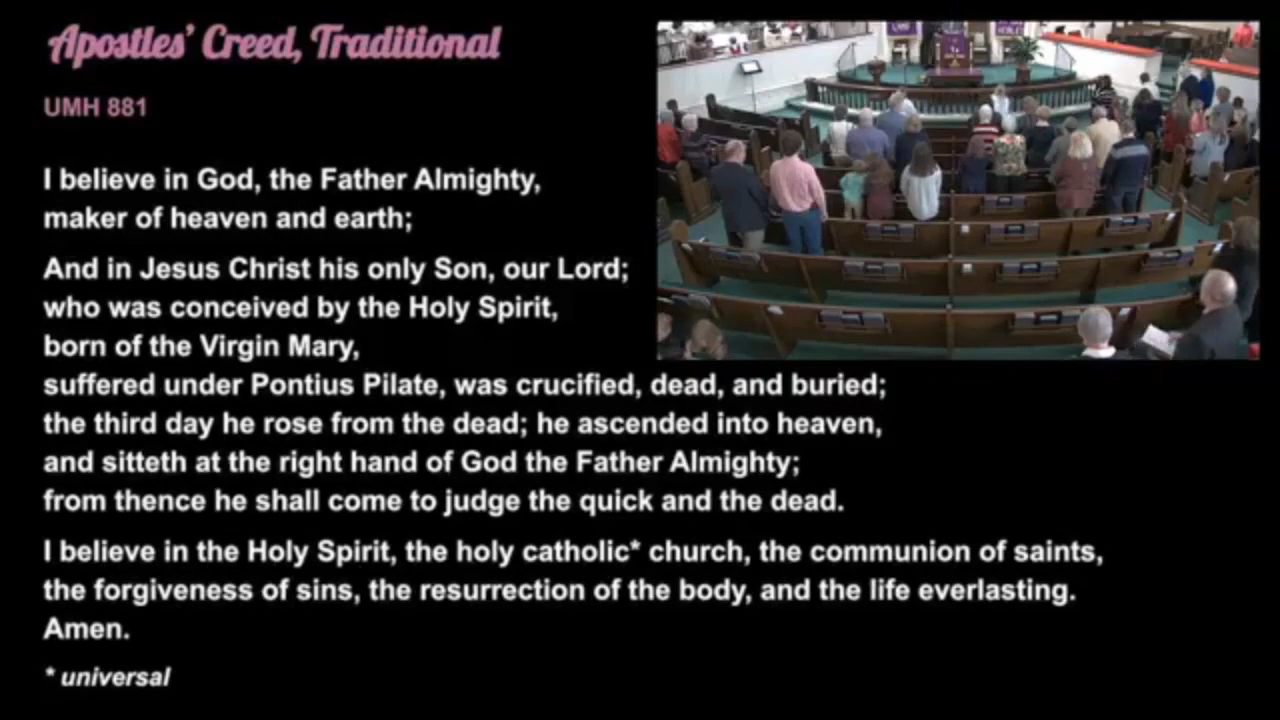 Apostles' Creed, Traditional
UMH 881
I believe in God, the Father Almighty,
maker of heaven and earth;
And in Jesus Christ his only Son, our Lord;
who was conceived by the Holy Spirit,
born of the Virgin Mary,
suffered under Pontius Pilate, was crucified, dead, and buried;
the third day he rose from the dead; he ascended into heaven,
and sitteth at the right hand of God the Father Almighty;
from thence he shall come to judge the quick and the dead.
I believe in the Holy Spirit, the holy catholic* church, the communion of saints,
the forgiveness of sins, the resurrection of the body, and the life everlasting.
Amen.
* universal